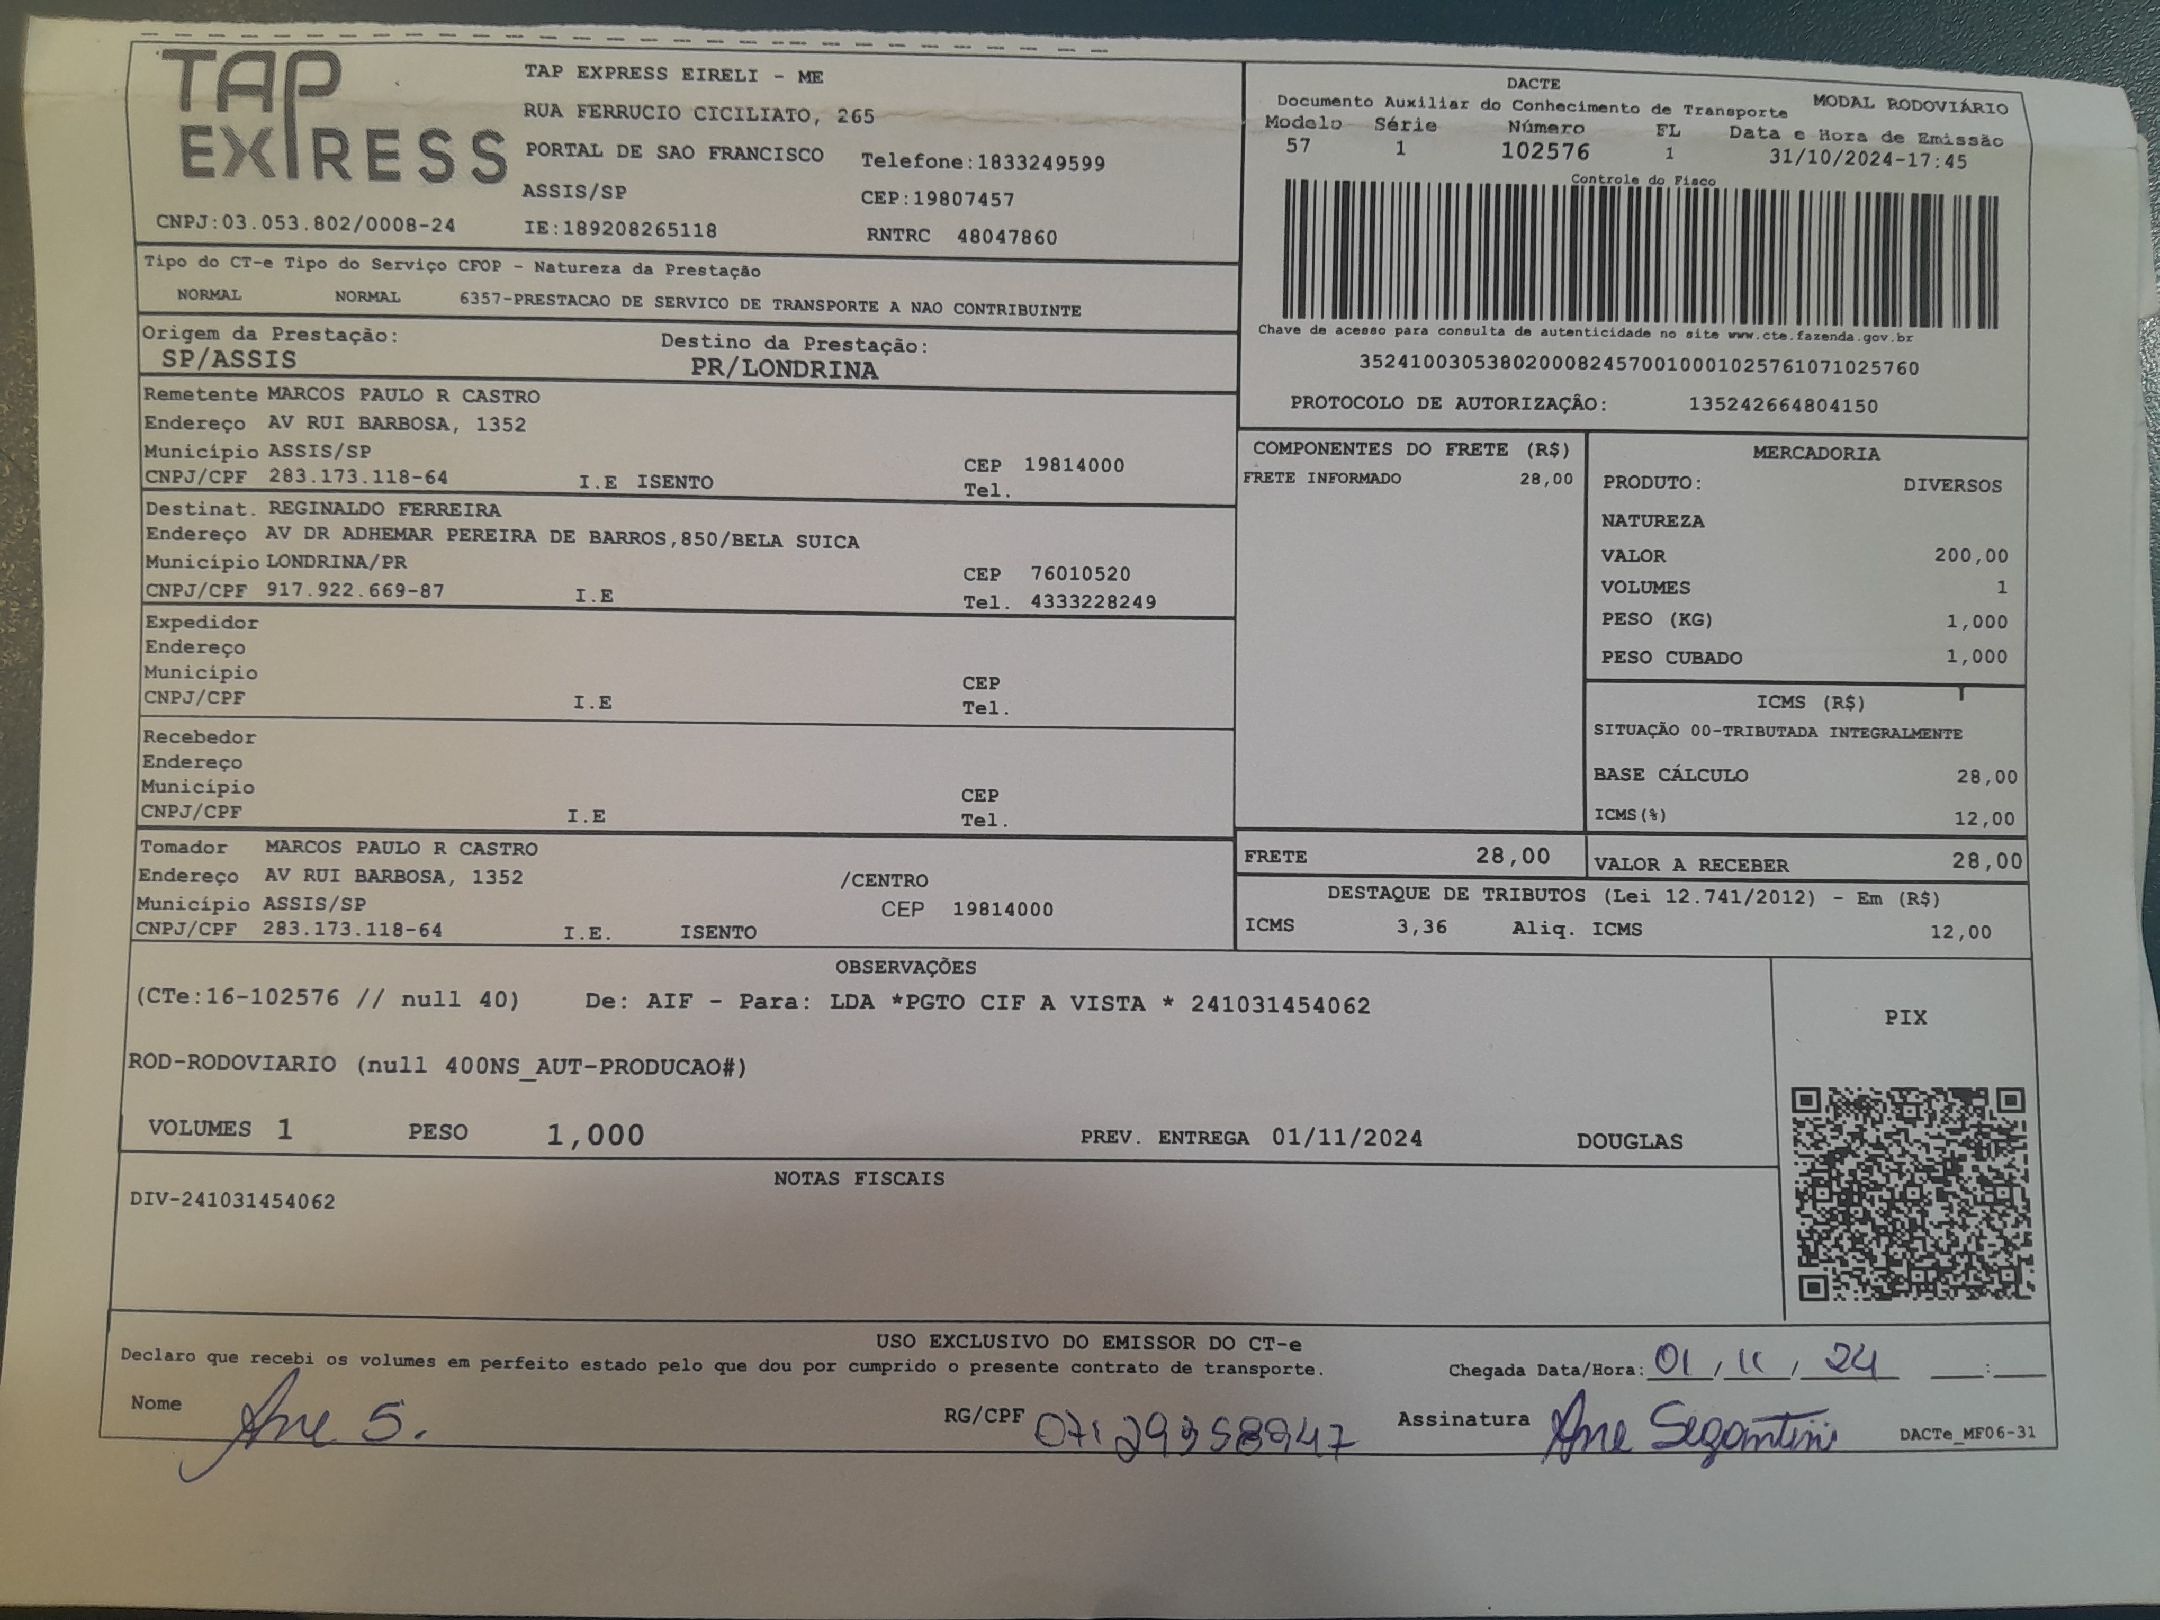 TAP
EXPRESS
TAP EXPRESS EIRELI - ME
RUA FERRUCIO CICILIATO, 265
PORTAL DE SAO FRANCISCO Telefone:1833249599
ASSIS/SP CEP:19807457
CNPJ:03.053.802/0008-24 IE:189208265118 RNTRC 48047860
DACTE
Documento Auxiliar do Conhecimento de Transporte MODAL RODOVIÁRIO
Modelo Série Número FL Data e Hora de Emissão
57 1 102576 1 31/10/2024-17:45
Controle do Fisco
Chave de acesso para consulta de autenticidade no site www.cte.fazenda.gov.br
35241003053802000824570010001025761071025760
PROTOCOLO DE AUTORIZAÇÃO: 135242664804150
Tipo do CT-e Tipo do Serviço CFOP - Natureza da Prestação
NORMAL NORMAL 6357-PRESTACAO DE SERVICO DE TRANSPORTE A NAO CONTRIBUINTE
Origem da Prestação: Destino da Prestação:
SP/ASSIS PR/LONDRINA
Remetente MARCOS PAULO R CASTRO
Endereço AV RUI BARBOSA, 1352
Município ASSIS/SP CEP 19814000
CNPJ/CPF 283.173.118-64 I.E ISENTO Tel.
Destinat. REGINALDO FERREIRA
Endereço AV DR ADHEMAR PEREIRA DE BARROS,850/BELA SUICA
Município LONDRINA/PR CEP 76010520
CNPJ/CPF 917.922.669-87 I.E Tel. 4333228249
Expedidor
Endereço
Município CEP
CNPJ/CPF I.E Tel.
Recebedor
Endereço
Município CEP
CNPJ/CPF I.E Tel.
Tomador MARCOS PAULO R CASTRO
Endereço AV RUI BARBOSA, 1352 /CENTRO
Município ASSIS/SP CEP 19814000
CNPJ/CPF 283.173.118-64 I.E. ISENTO
COMPONENTES DO FRETE (R$)
FRETE INFORMADO 28,00
MERCADORIA
PRODUTO: DIVERSOS
NATUREZA
VALOR 200,00
VOLUMES 1
PESO (KG) 1,000
PESO CUBADO 1,000
ICMS (R$)
SITUAÇÃO 00-TRIBUTADA INTEGRALMENTE
BASE CÁLCULO 28,00
ICMS(%) 12,00
FRETE 28,00 VALOR A RECEBER 28,00
DESTAQUE DE TRIBUTOS (Lei 12.741/2012) - Em (R$)
ICMS 3,36 Aliq. ICMS 12,00
OBSERVAÇÕES
(CTe:16-102576 // null 40) De: AIF - Para: LDA *PGTO CIF A VISTA * 241031454062
ROD-RODOVIARIO (null 400NS_AUT-PRODUCAO#)
VOLUMES 1 PESO 1,000 PREV. ENTREGA 01/11/2024 DOUGLAS
PIX
NOTAS FISCAIS
DIV-241031454062
USO EXCLUSIVO DO EMISSOR DO CT-e
Declaro que recebi os volumes em perfeito estado pelo que dou por cumprido o presente contrato de transporte. Chegada Data/Hora: 01/11/24 __:__
Nome Ane S. RG/CPF Assinatura Ane Segantini DACTe_MF06-31